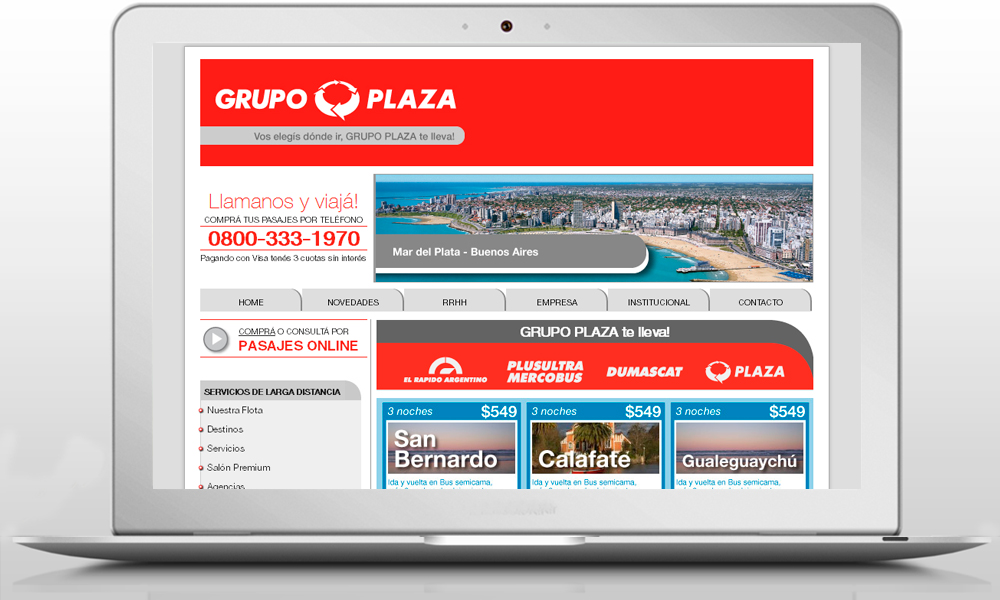 GRUPO PLAZA
Vos elegís dónde ir, GRUPO PLAZA te lleva!
Llamanos y viajá!
COMPRÁ TUS PASAJES POR TELÉFONO
0800-333-1970
Pagando con Visa tenés 3 cuotas sin interés
Mar del Plata - Buenos Aires
HOME NOVEDADES RRHH EMPRESA INSTITUCIONAL CONTACTO
COMPRÁ O CONSULTÁ POR
PASAJES ONLINE
GRUPO PLAZA te lleva!
EL RAPIDO ARGENTINO
PLUSULTRA
MERCOBUS
DUMASCAT
PLAZA
SERVICIOS DE LARGA DISTANCIA
Nuestra Flota
Destinos
Servicios
Salón Premium
Agencias
3 noches $549
San
Bernardo
Ida y vuelta en Bus semicama,
3 noches $549
Calafate
Ida y vuelta en Bus semicama,
3 noches $549
Gualeguaychú
Ida y vuelta en Bus semicama,